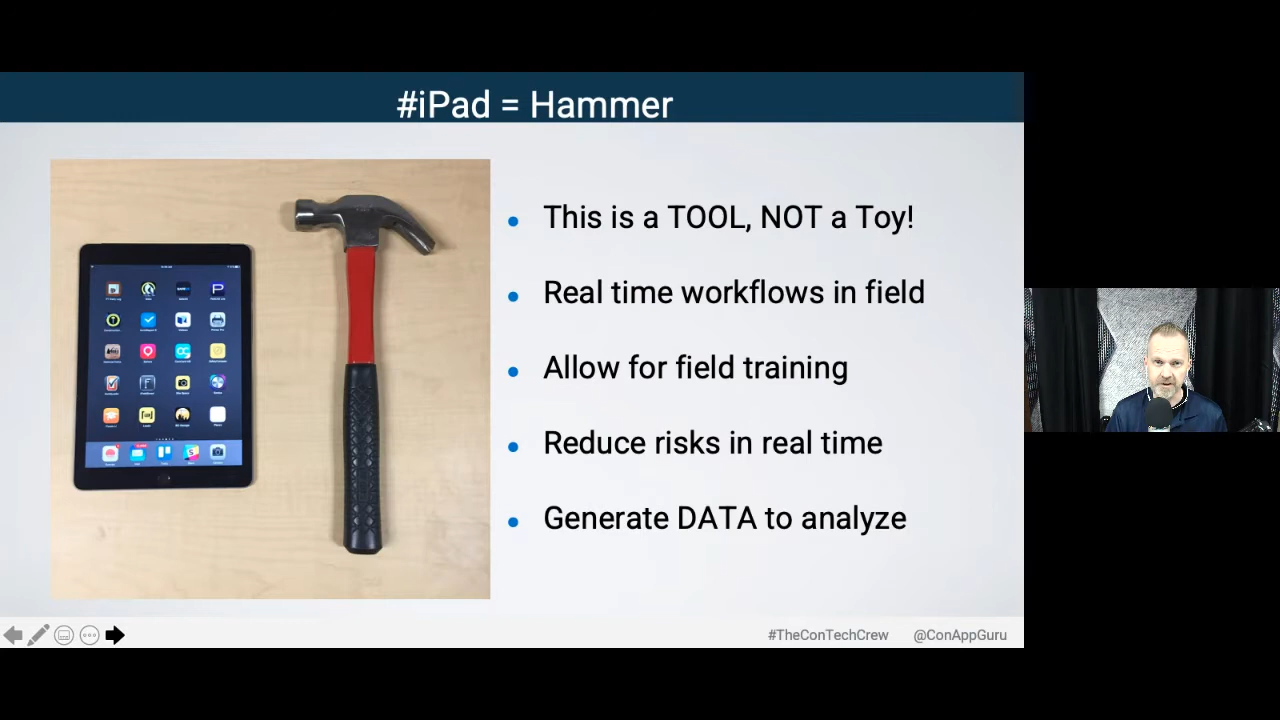 #iPad = Hammer
This is a TOOL, NOT a Toy!
Real time workflows in field
Allow for field training
Reduce risks in real time
Generate DATA to analyze
#TheConTechCrew @ConAppGuru